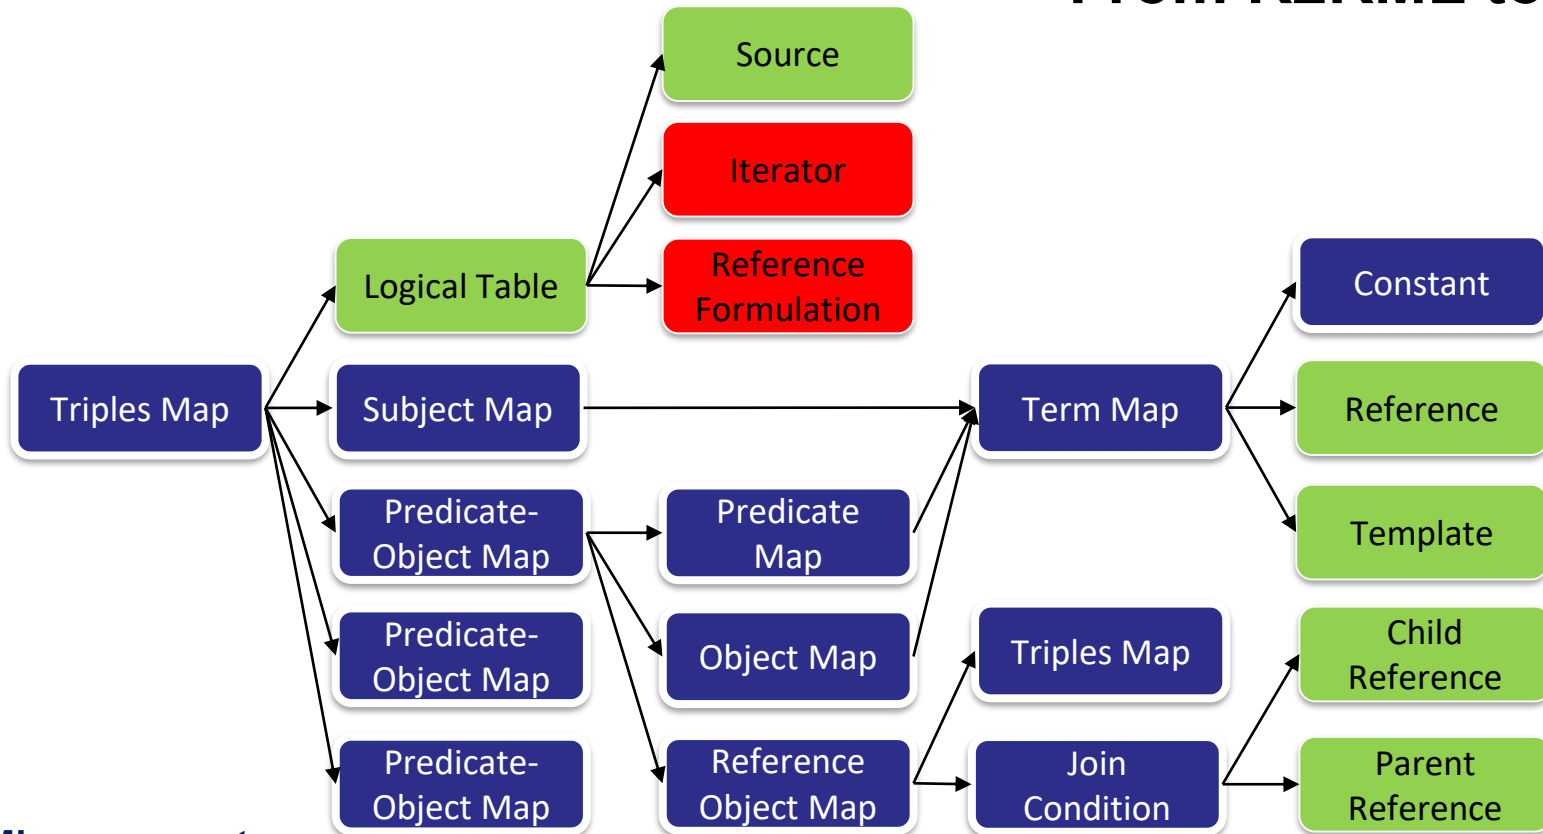 Source
Iterator
Reference
Formulation
Logical Table
Constant
Triples Map
Subject Map
Term Map
Reference
Predicate-
Object Map
Predicate
Map
Template
Predicate-
Object Map
Object Map
Triples Map
Child
Reference
Predicate-
Object Map
Reference
Object Map
Join
Condition
Parent
Reference